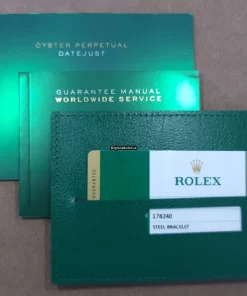 OYSTER PERPETUAL
DATEJUST
GUARANTEE MANUAL
WORLDWIDE SERVICE
GUARANTEE
ROLEX
178240
STEEL BRACELET